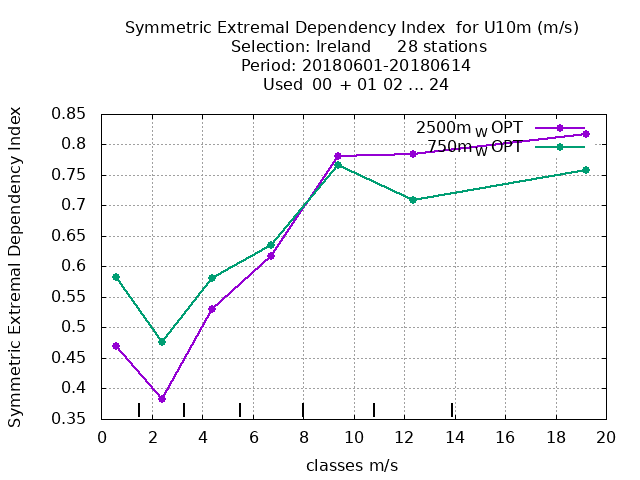 Symmetric Extremal Dependency Index for U10m (m/s)
Selection: Ireland 28 stations
Period: 20180601-20180614
Used 00 + 01 02 ... 24
Symmetric Extremal Dependency Index
0.85
0.8
0.75
0.7
0.65
0.6
0.55
0.5
0.45
0.4
0.35
2500m W OPT
750m W OPT
0 2 4 6 8 10 12 14 16 18 20
classes m/s